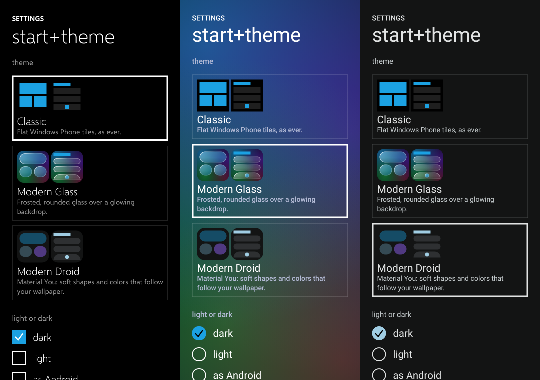 SETTINGS
start+theme
theme
Classic
Flat Windows Phone tiles, as ever.
Modern Glass
Frosted, rounded glass over a glowing
backdrop.
Modern Droid
Material You: soft shapes and colors that follow
your wallpaper.
light or dark
dark
ght
as Android
SETTINGS
start+theme
theme
Classic
Flat Windows Phone tiles, as ever.
Modern Glass
Frosted, rounded glass over a glowing
backdrop.
Modern Droid
Material You: soft shapes and colors that
follow your wallpaper.
light or dark
dark
light
as Android
SETTINGS
start+theme
theme
Classic
Flat Windows Phone tiles, as ever.
Modern Glass
Frosted, rounded glass over a glowing
backdrop.
Modern Droid
Material You: soft shapes and colors that
follow your wallpaper.
light or dark
dark
light
as Android